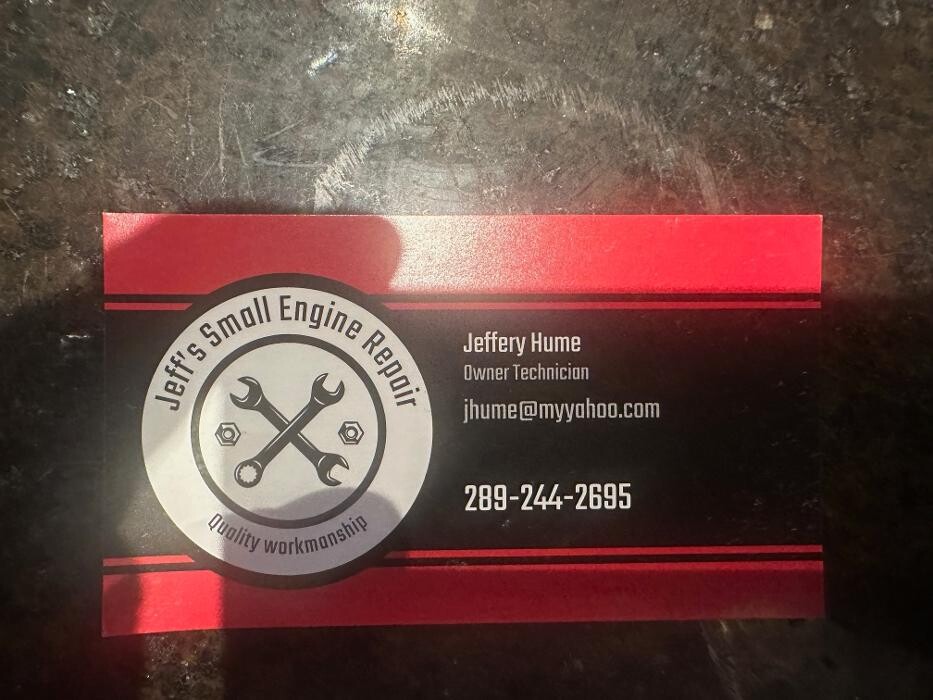 Jeff's Small Engine Repair
Quality workmanship
Jeffery Hume
Owner Technician
jhume@myyahoo.com
289-244-2695